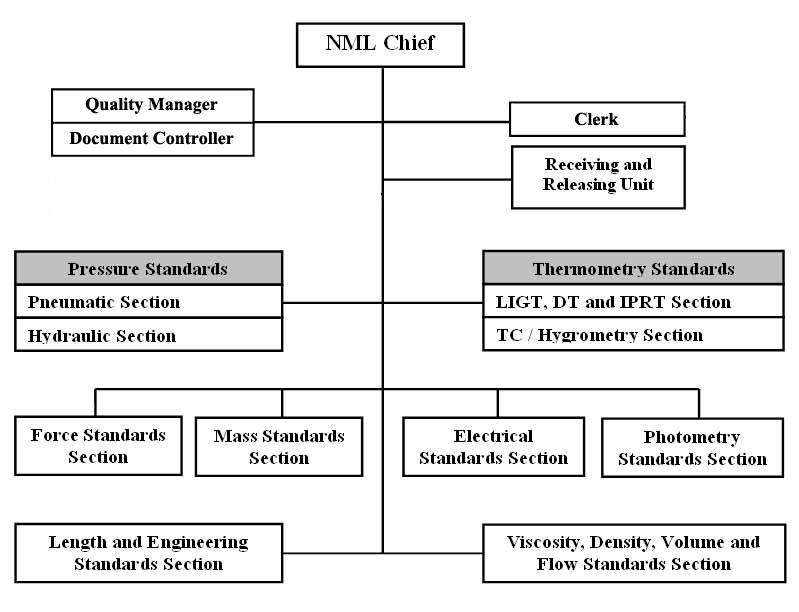 NML Chief
Quality Manager
Document Controller
Clerk
Receiving and
Releasing Unit
Pressure Standards
Pneumatic Section
Hydraulic Section
Thermometry Standards
LIGT, DT and IPRT Section
TC / Hygrometry Section
Force Standards
Section
Mass Standards
Section
Electrical
Standards Section
Photometry
Standards Section
Length and Engineering
Standards Section
Viscosity, Density, Volume and
Flow Standards Section